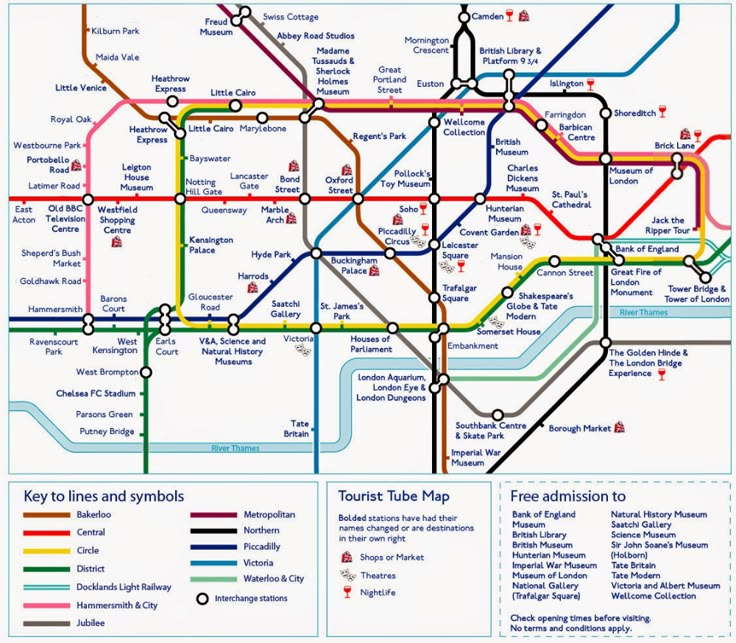 Kilburn Park
Maida Vale
Little Venice
Freud
Museum
Swiss Cottage
Abbey Road Studios
Madame
Tussauds &
Sherlock
Holmes
Museum
Great
Portland
Street
Mornington
Crescent
Camden
British Library &
Platform 9 3/4
Euston
Islington
Shoreditch
Heathrow
Express
Little Cairo
Royal Oak
Heathrow
Express
Little Cairo
Marylebone
Regent's Park
Wellcome
Collection
Farringdon
Barbican
Centre
Brick Lane
Westbourne Park
Portobello
Road
Latimer Road
Leigton
House
Museum
Bayswater
Notting
Hill Gate
Lancaster
Gate
Bond
Street
Oxford
Street
Pollock's
Toy Museum
British
Museum
Charles
Dickens
Museum
Museum of
London
St. Paul's
Cathedral
East
Acton
Old BBC
Television
Centre
Westfield
Shopping
Centre
Queensway
Marble
Arch
Soho
Piccadilly
Circus
Hunterian
Museum
Covent Garden
Jack the
Ripper Tour
Sheperd's Bush
Market
Goldhawk Road
Kensington
Palace
Hyde Park
Harrods
Buckingham
Palace
Leicester
Square
Mansion
House
Cannon Street
Bank of England
Great Fire of
London
Monument
Tower Bridge &
Tower of London
Hammersmith
Barons
Court
Gloucester
Road
Saatchi
Gallery
St. James's
Park
Trafalgar
Square
Shakespeare's
Globe & Tate
Modern
River Thames
Ravenscourt
Park
West
Kensington
Earls
Court
V&A, Science and
Natural History
Museums
Victoria
Houses of
Parliament
Embankment
Somerset House
The Golden Hinde &
The London Bridge
Experience
West Brompton
Chelsea FC Stadium
Parsons Green
Putney Bridge
River Thames
Tate
Britain
London Aquarium,
London Eye &
London Dungeons
Southbank Centre
& Skate Park
Borough Market
Imperial War
Museum
Key to lines and symbols
Bakerloo
Central
Circle
District
Docklands Light Railway
Hammersmith & City
Jubilee
Metropolitan
Northern
Piccadilly
Victoria
Waterloo & City
Interchange stations
Tourist Tube Map
Bolded stations have had their
names changed or are destinations
in their own right
Shops or Market
Theatres
Nightlife
Free admission to
Bank of England
Museum
British Library
British Museum
Hunterian Museum
Imperial War Museum
Museum of London
National Gallery
(Trafalgar Square)
Natural History Museum
Saatchi Gallery
Science Museum
Sir John Soane's Museum
(Holborn)
Tate Britain
Tate Modern
Victoria and Albert Museum
Wellcome Collection
Check opening times before visiting.
No terms and conditions apply.